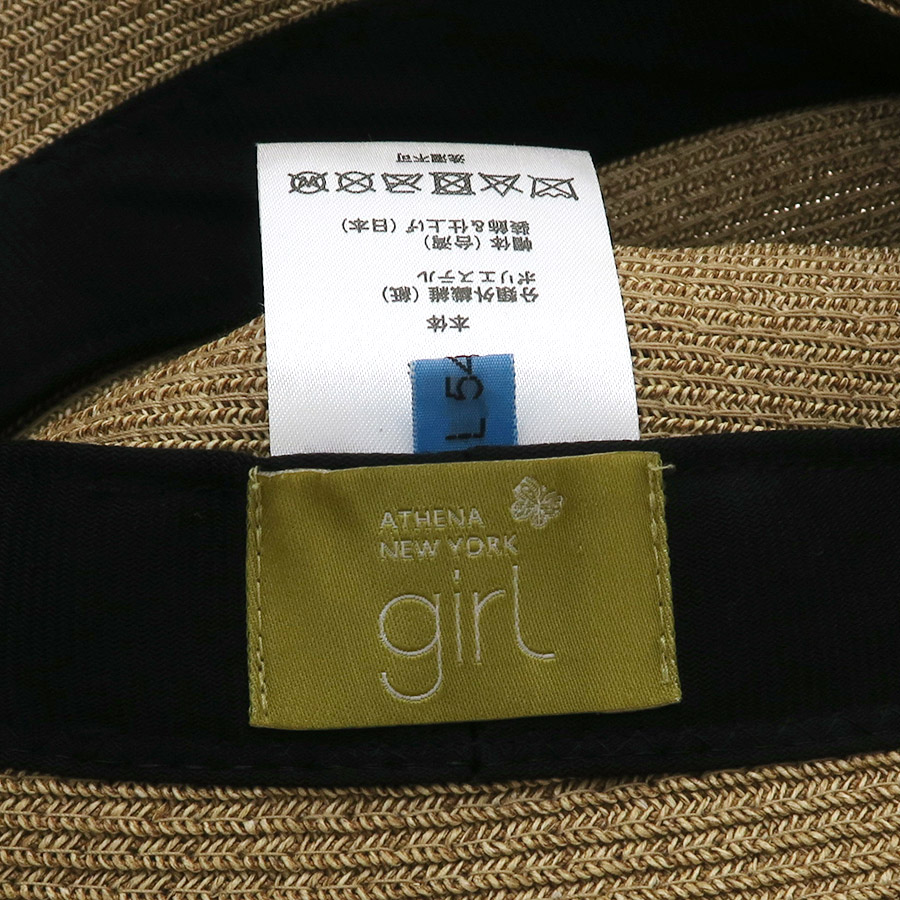 ATHENA
NEW YORK
girl
L 54
本体
分類外繊維（紙）
ポリエステル
帽体（台湾）
装飾&仕上げ（日本）
W
洗濯不可